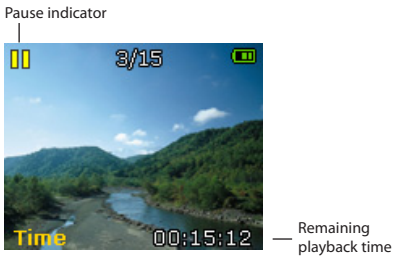 Pause indicator
3/15
Time
00:15:12
Remaining
playback time